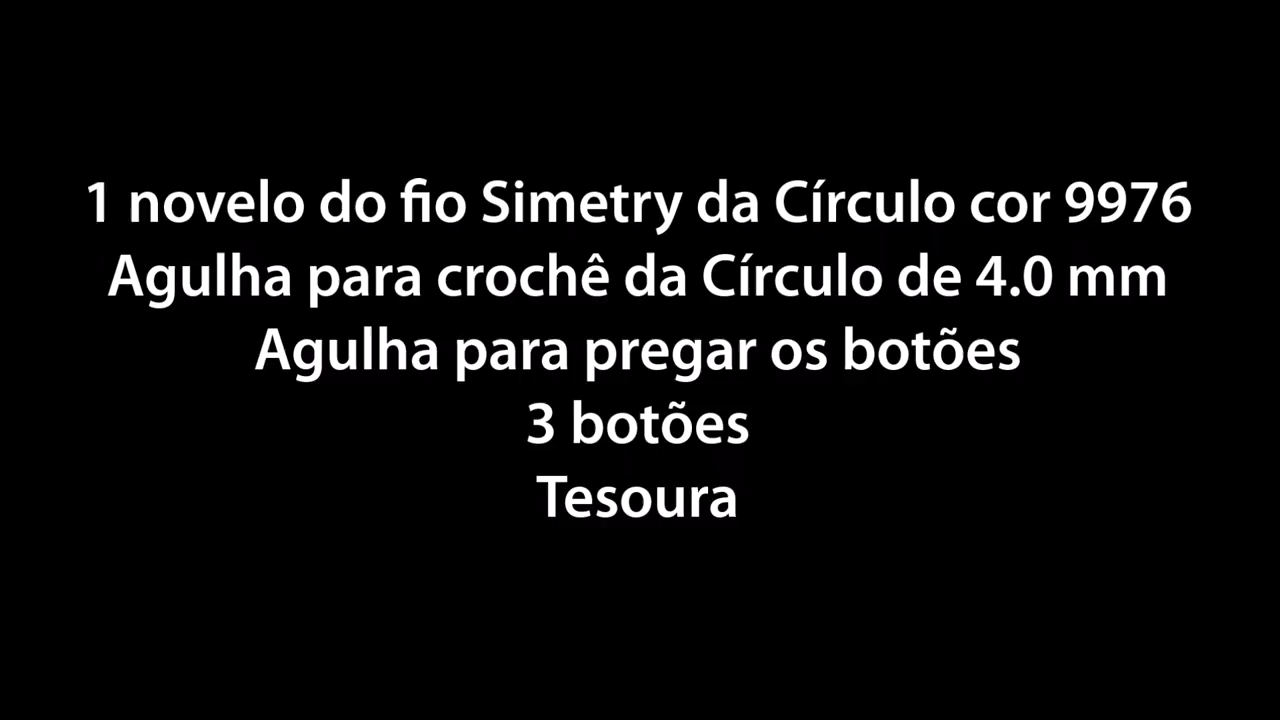 1 novelo do fio Simetry da Círculo cor 9976
Agulha para crochê da Círculo de 4.0 mm
Agulha para pregar os botões
3 botões
Tesoura